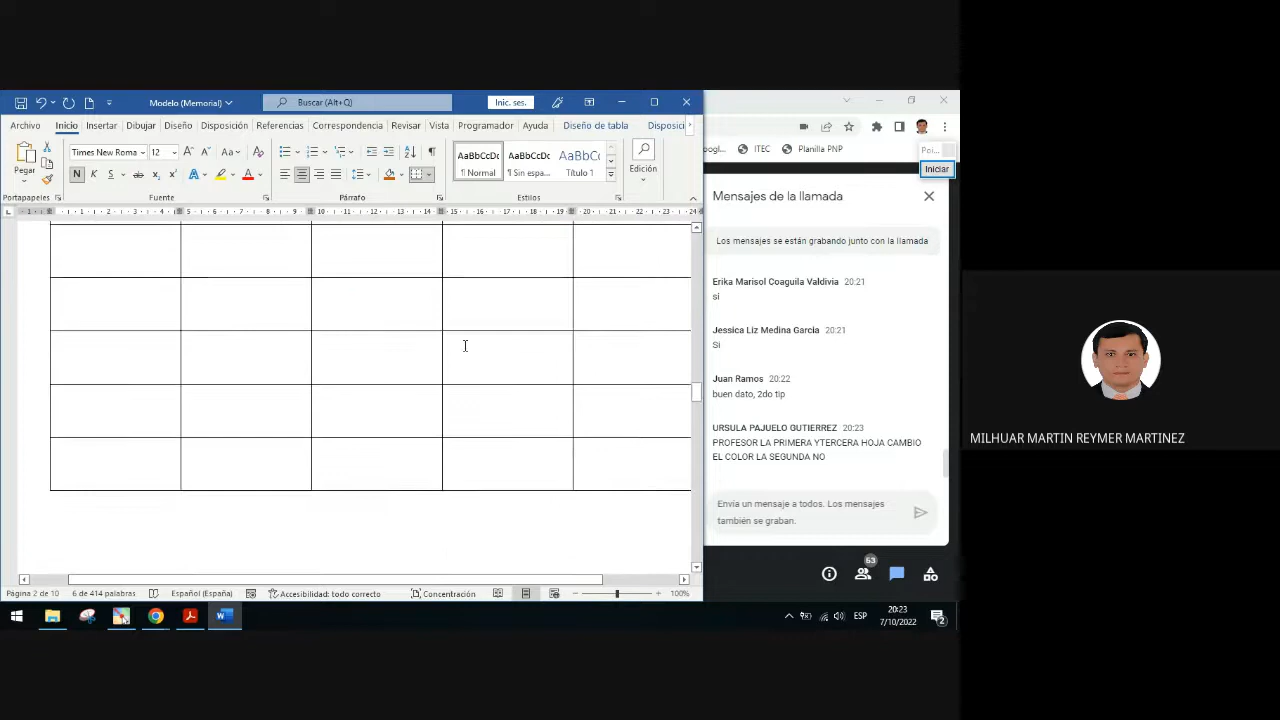 Modelo (Memorial)
Buscar (Alt+Q)
Inic. ses.
Archivo Inicio Insertar Dibujar Diseño Disposición Referencias Correspondencia Revisar Vista Programador Ayuda Diseño de tabla Disposici
Times New Roma 12
Pegar
N K S
AaBbCcDc AaBbCcDc AaBbCc
¶ Normal ¶ Sin espa... Título 1
Edición
Portapapeles Fuente Párrafo Estilos
ITEC Planilla PNP
Poi...
Iniciar
Mensajes de la llamada
Los mensajes se están grabando junto con la llamada
Erika Marisol Coaguila Valdivia 20:21
si
Jessica Liz Medina Garcia 20:21
Si
Juan Ramos 20:22
buen dato, 2do tip
URSULA PAJUELO GUTIERREZ 20:23
PROFESOR LA PRIMERA YTERCERA HOJA CAMBIO
EL COLOR LA SEGUNDA NO
Envía un mensaje a todos. Los mensajes
también se graban.
63
MILHUAR MARTIN REYMER MARTINEZ
Página 2 de 10 6 de 414 palabras Español (España) Accesibilidad: todo correcto Concentración 100%
ESP
20:23
7/10/2022
2